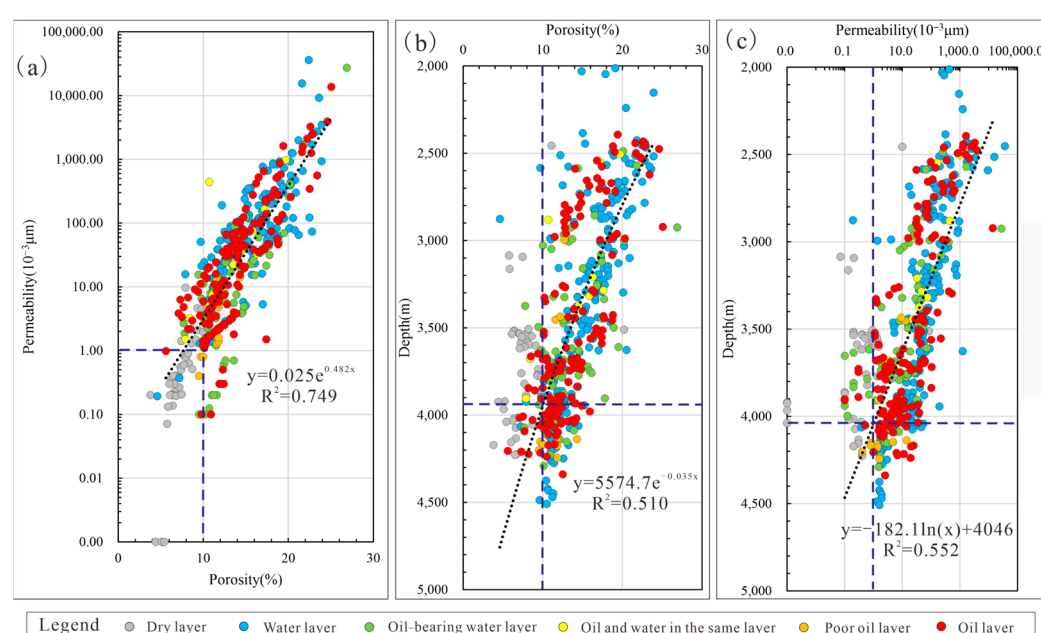 (a)
100,000.00
10,000.00
1,000.00
100.00
10.00
1.00
0.10
0.01
0.00
Permeability(10⁻³μm)
0 10 20 30
Porosity(%)
y=0.025e^0.482x
R²=0.749
(b)
Porosity(%)
0 10 20 30
2,000
2,500
3,000
3,500
4,000
4,500
5,000
Depth(m)
y=5574.7e^−0.035x
R²=0.510
(c)
Permeability(10⁻³μm)
0.0 0.1 10.0 1,000.0 100,000.0
2,000
2,500
3,000
3,500
4,000
4,500
5,000
Depth(m)
y=−182.1ln(x)+4046
R²=0.552
Legend Dry layer Water layer Oil-bearing water layer Oil and water in the same layer Poor oil layer Oil layer